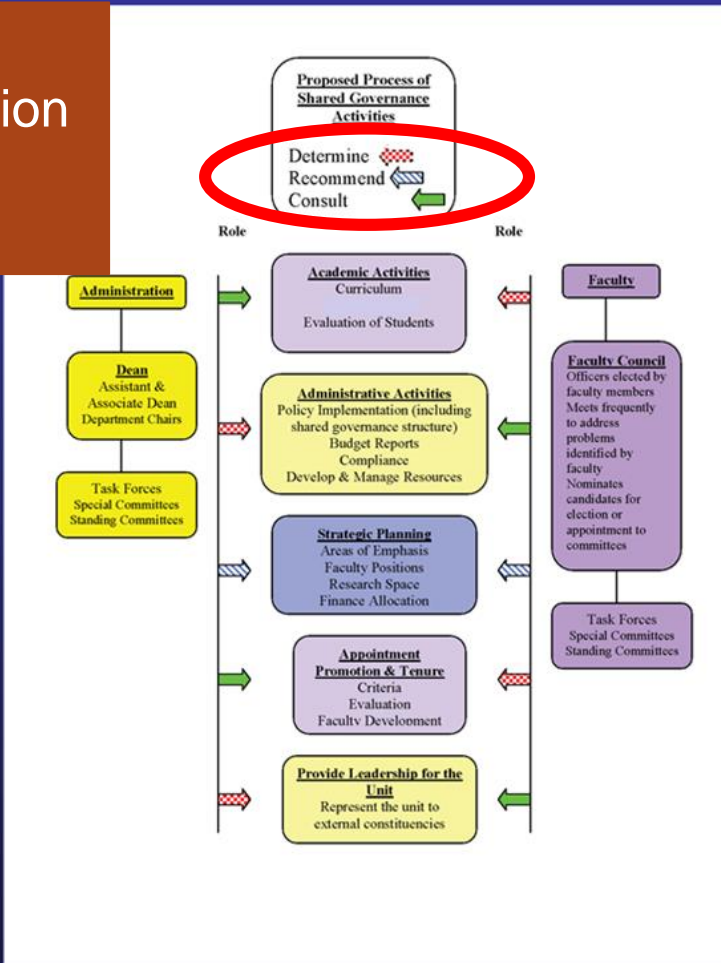 ion
Proposed Process of
Shared Governance
Activities
Determine
Recommend
Consult
Role
Role
Administration
Dean
Assistant &
Associate Dean
Department Chairs
Task Forces
Special Committees
Standing Committees
Academic Activities
Curriculum
Evaluation of Students
Administrative Activities
Policy Implementation (including
shared governance structure)
Budget Reports
Compliance
Develop & Manage Resources
Strategic Planning
Areas of Emphasis
Faculty Positions
Research Space
Finance Allocation
Appointment
Promotion & Tenure
Criteria
Evaluation
Faculty Development
Provide Leadership for the
Unit
Represent the unit to
external constituencies
Faculty
Faculty Council
Officers elected by
faculty members
Meets frequently
to address
problems
identified by
faculty
Nominates
candidates for
election or
appointment to
committees
Task Forces
Special Committees
Standing Committees